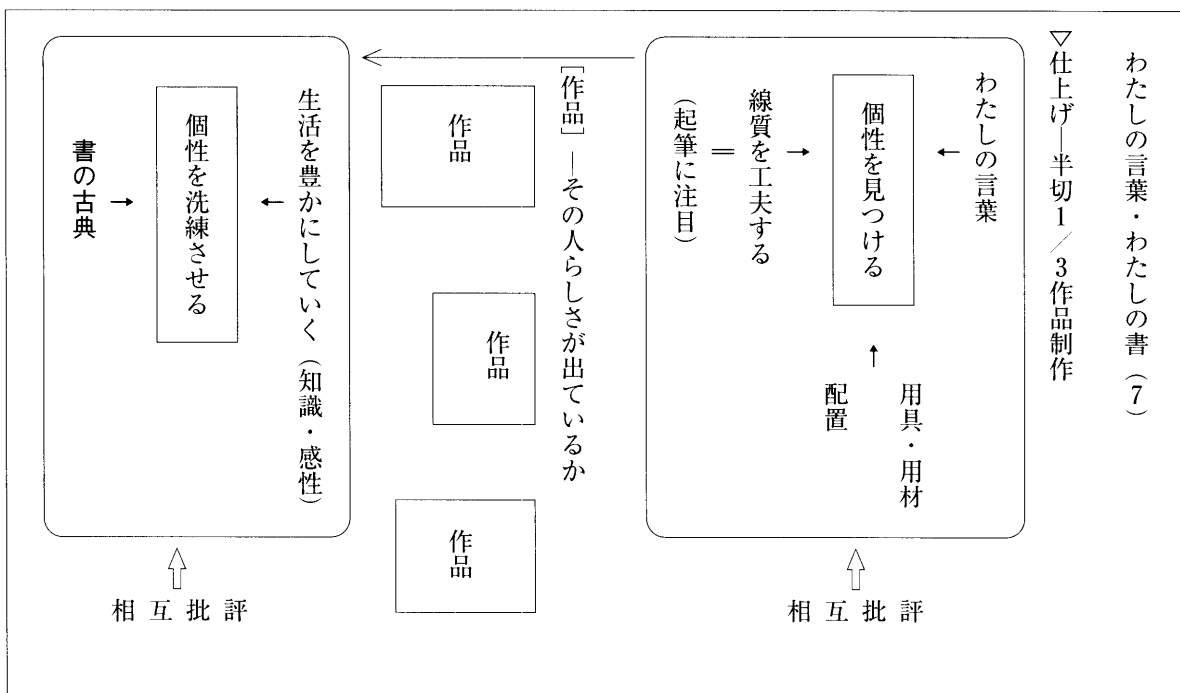 わたしの言葉・わたしの書（7）
▽仕上げ―半切1／3作品制作
わたしの言葉
個性を見つける
線質を工夫する
（起筆に注目）
用具・用材
配置
相互批評
［作品］―その人らしさが出ているか
作品
作品
作品
生活を豊かにしていく（知識・感性）
個性を洗練させる
書の古典
相互批評